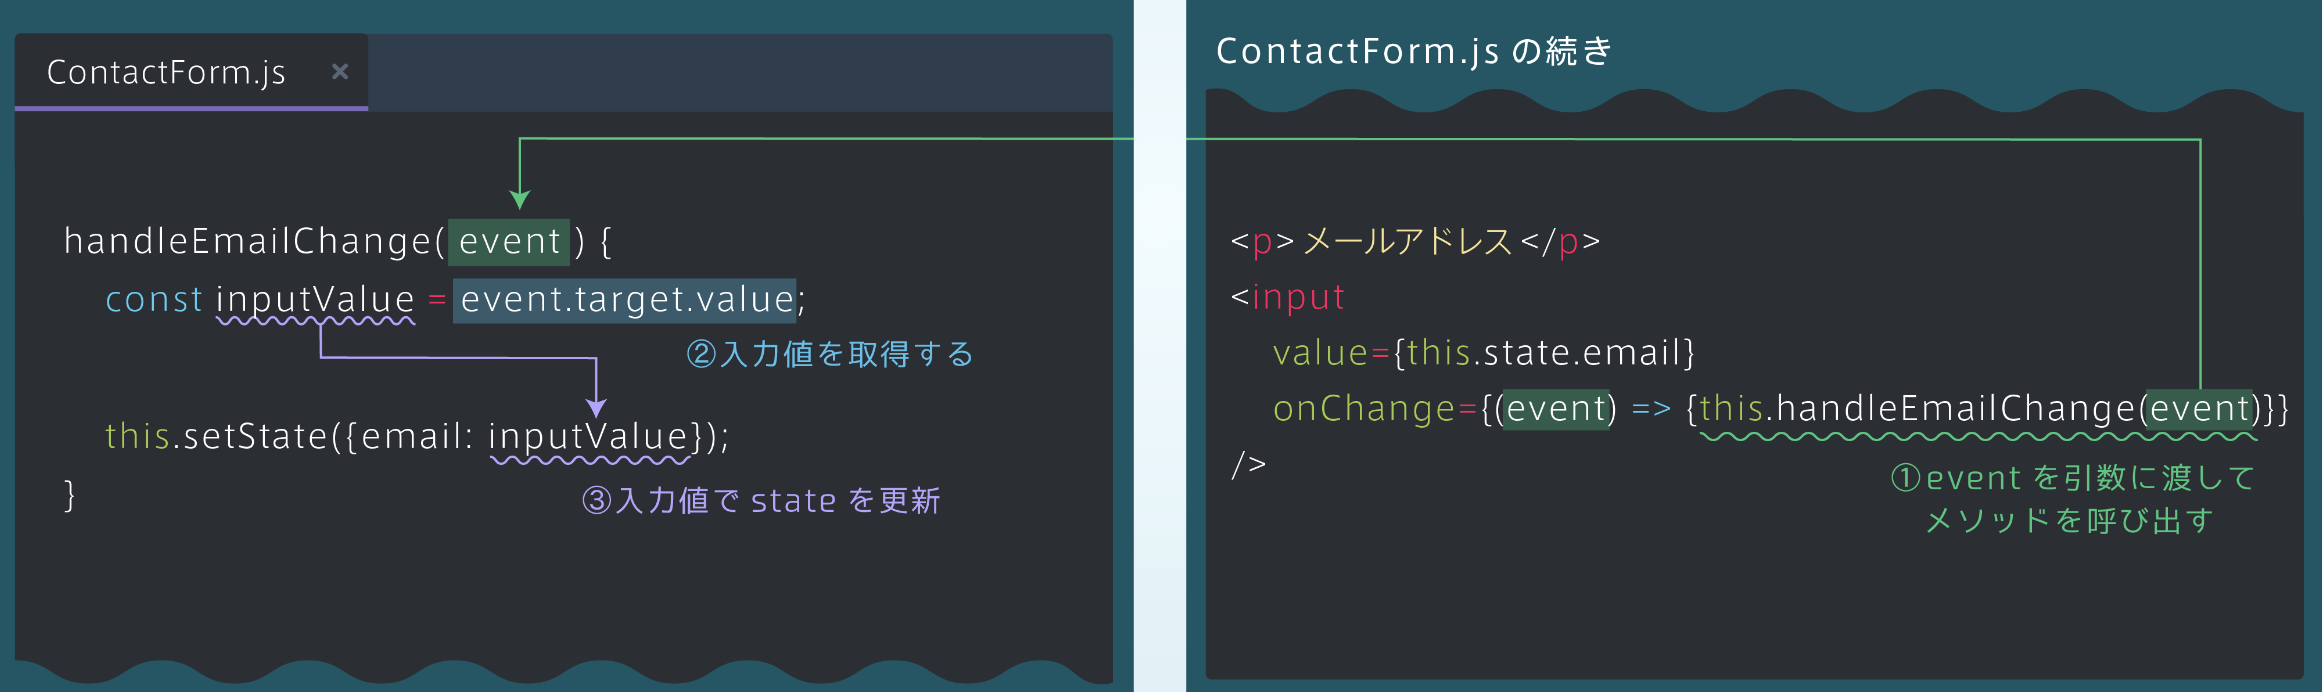 ContactForm.js ×
handleEmailChange( event ) {
const inputValue = event.target.value;
②入力値を取得する
this.setState({email: inputValue});
}
③入力値で state を更新
ContactForm.js の続き
<p>メールアドレス</p>
<input
value={this.state.email}
onChange={(event) => {this.handleEmailChange(event)}}
/>
①event を引数に渡して
メソッドを呼び出す